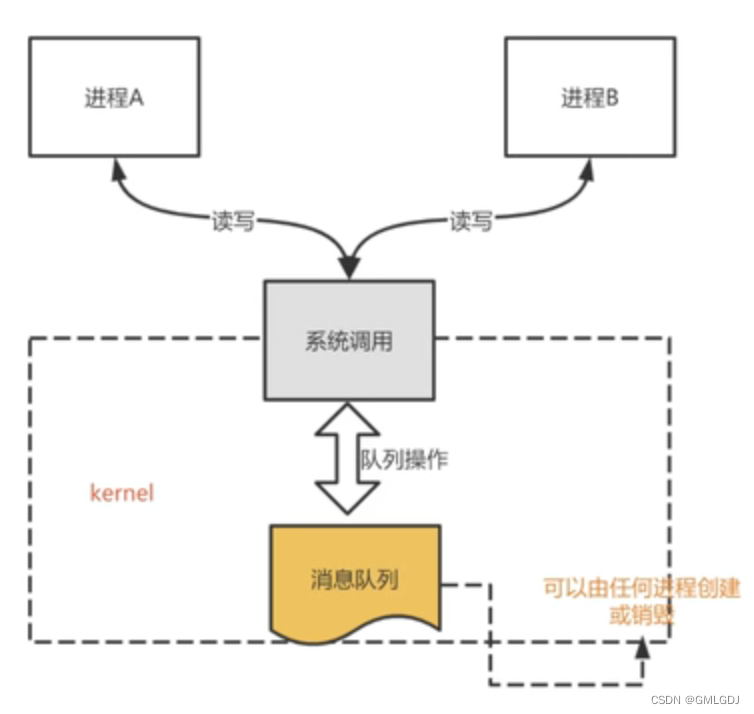 进程A
进程B
读写
读写
系统调用
队列操作
kernel
消息队列
可以由任何进程创建
或销毁
CSDN @GMLGDJ